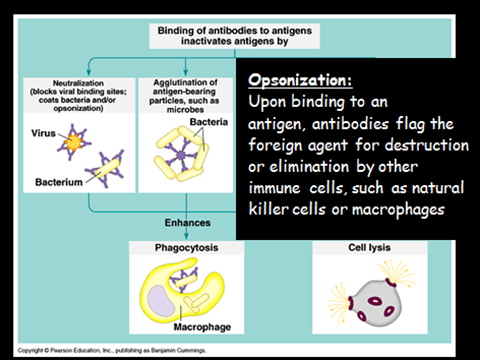 Binding of antibodies to antigens
inactivates antigens by
Neutralization
(blocks viral binding sites;
coats bacteria and/or
opsonization)
Virus
Bacterium
Agglutination of
antigen-bearing
particles, such as
microbes
Bacteria
Opsonization:
Upon binding to an
antigen, antibodies flag the
foreign agent for destruction
or elimination by other
immune cells, such as natural
killer cells or macrophages
Enhances
Phagocytosis
Macrophage
Cell lysis
Copyright © Pearson Education, Inc., publishing as Benjamin Cummings.